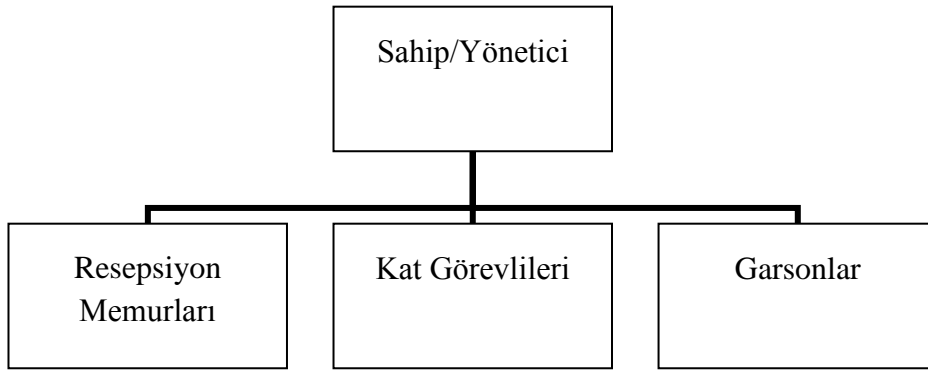 Sahip/Yönetici
Resepsiyon
Memurları
Kat Görevlileri
Garsonlar